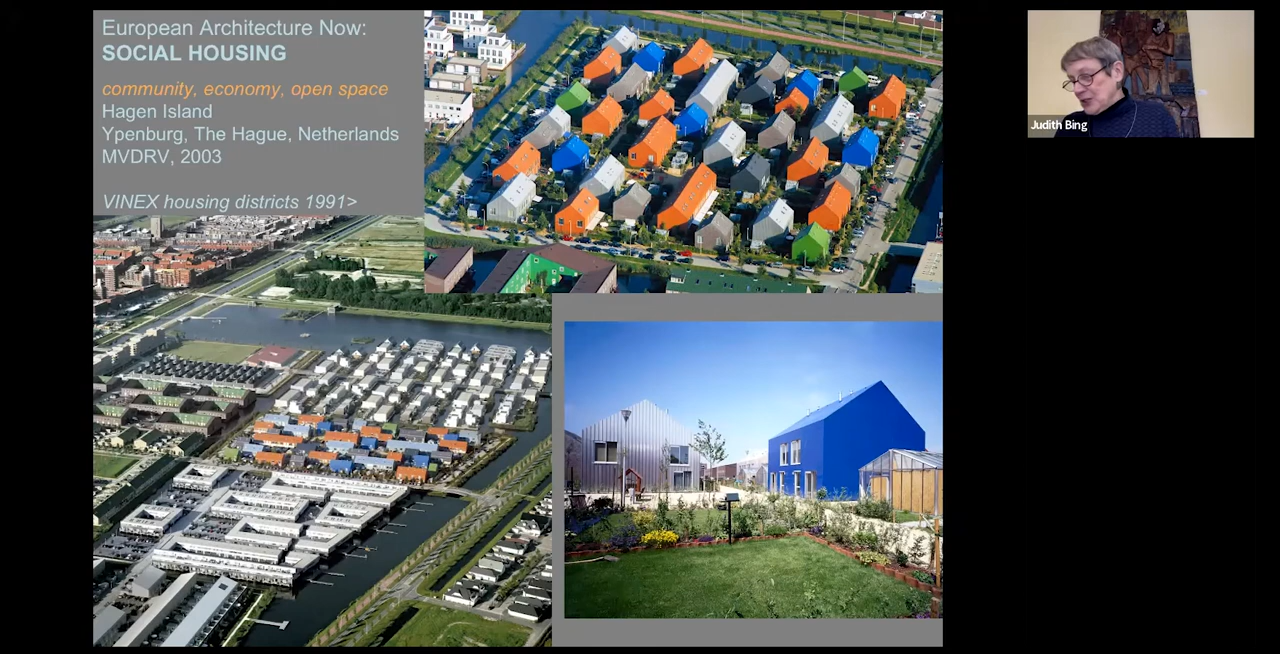 European Architecture Now:
SOCIAL HOUSING
community, economy, open space
Hagen Island
Ypenburg, The Hague, Netherlands
MVDRV, 2003
VINEX housing districts 1991>
Judith Bing